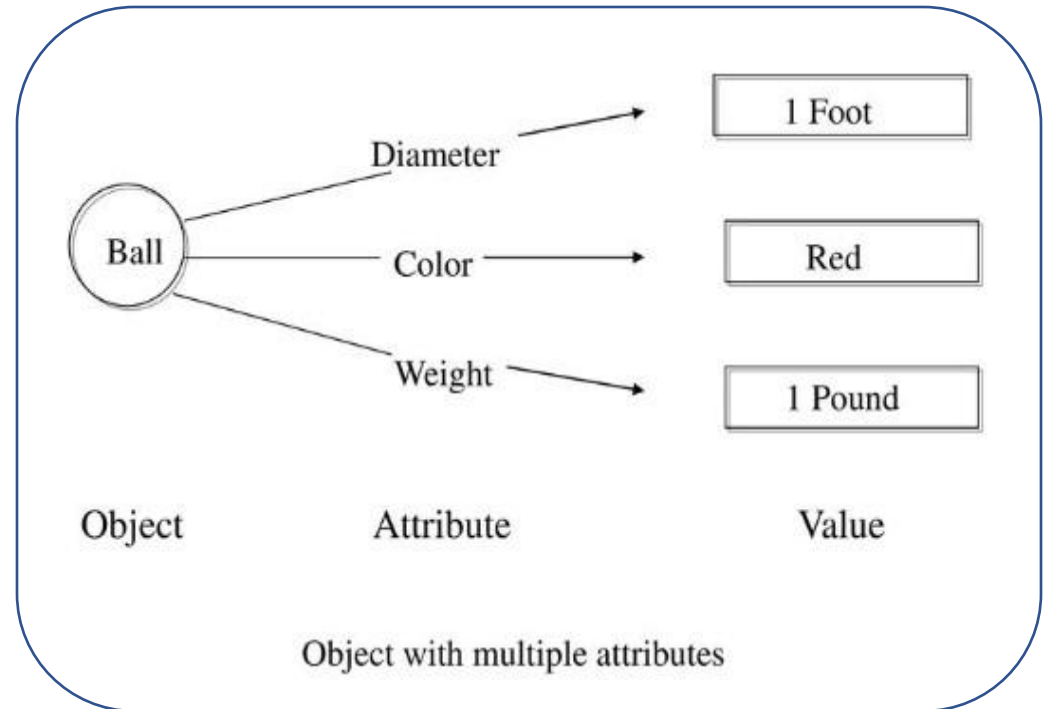 1 Foot
Diameter
Ball
Color
Red
Weight
1 Pound
Object Attribute Value
Object with multiple attributes